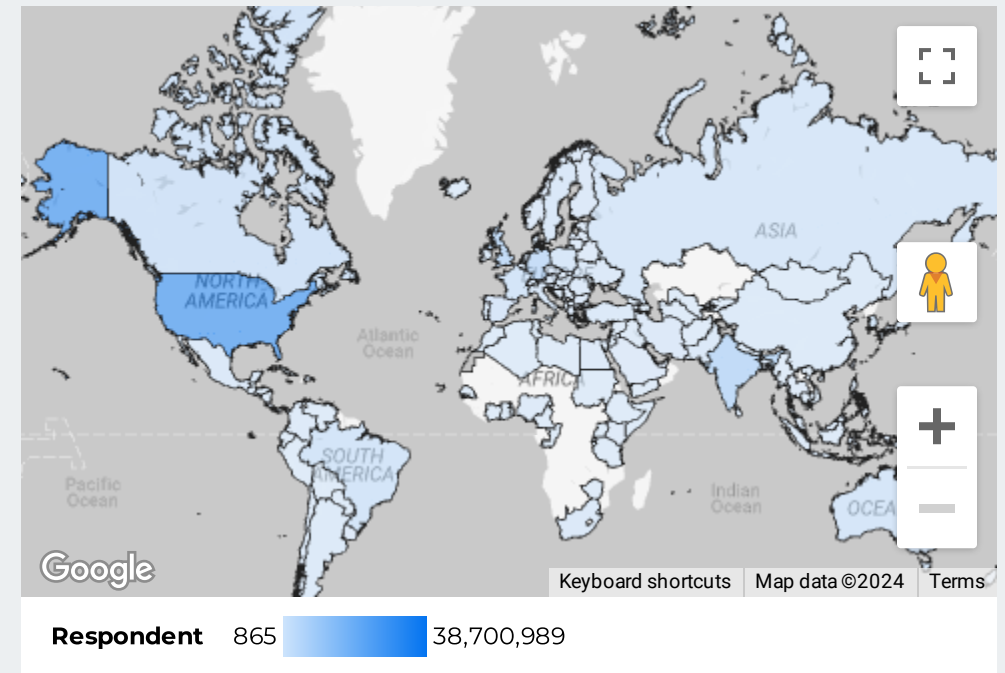 ASIA
NORTH
AMERICA
Atlantic
Ocean
AFRICA
SOUTH
AMERICA
Pacific
Ocean
Indian
Ocean
OCEA
Google
Keyboard shortcuts
Map data ©2024
Terms
Respondent 865 38,700,989